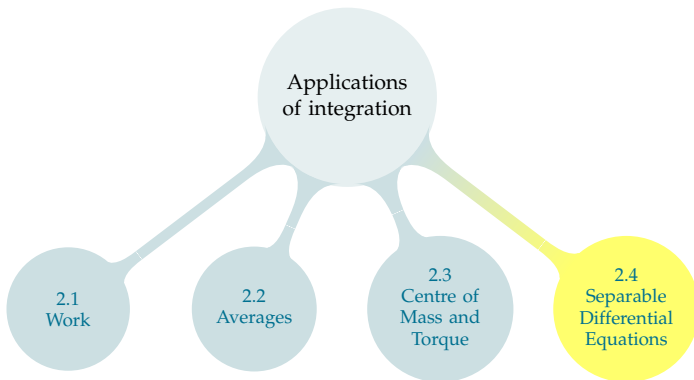 Applications
of integration
2.1
Work
2.2
Averages
2.3
Centre of
Mass and
Torque
2.4
Separable
Differential
Equations